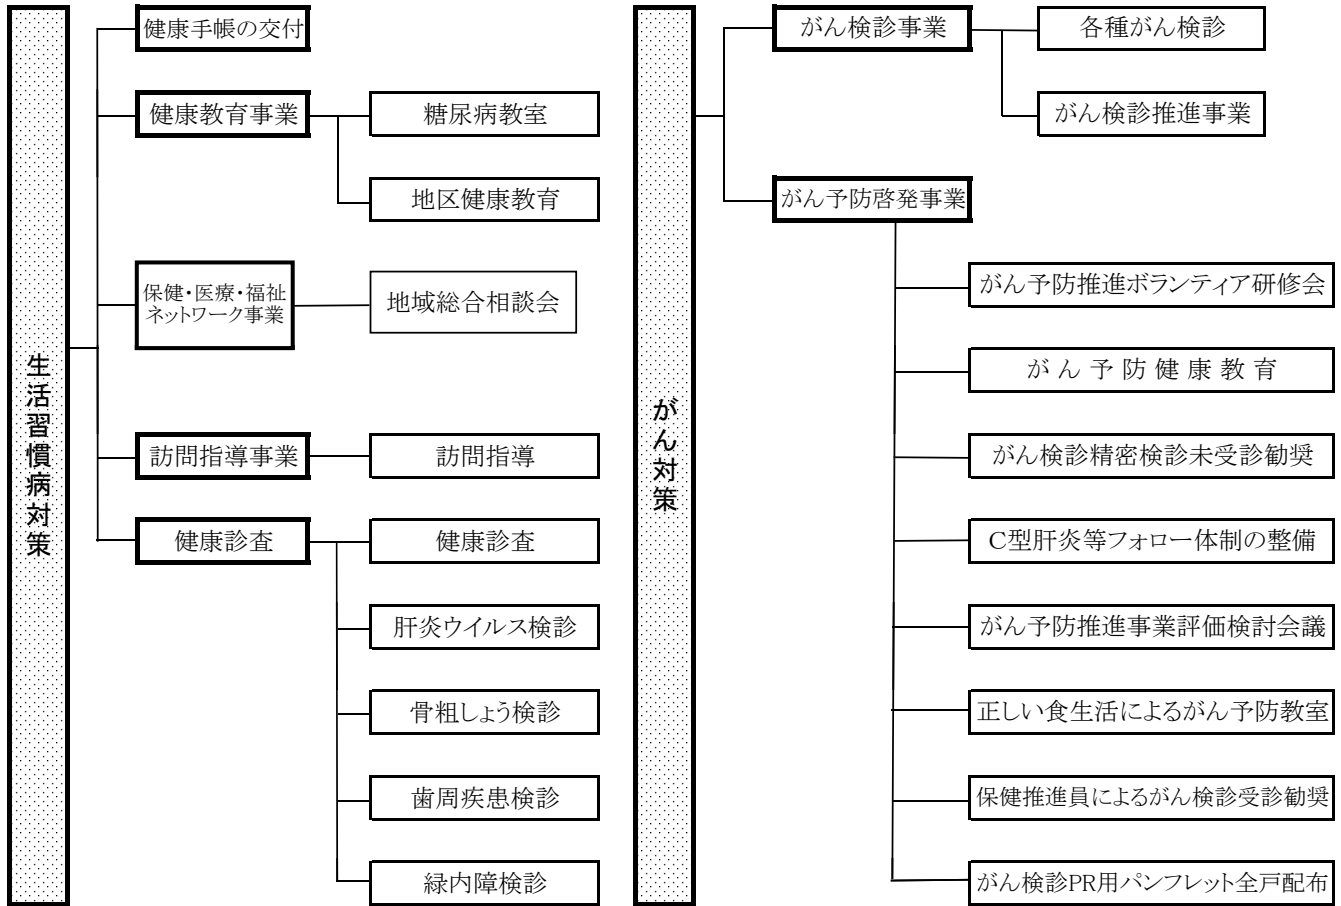 生活習慣病対策
健康手帳の交付
健康教育事業
糖尿病教室
地区健康教育
保健・医療・福祉
ネットワーク事業
地域総合相談会
訪問指導事業
訪問指導
健康診査
健康診査
肝炎ウイルス検診
骨粗しょう検診
歯周疾患検診
緑内障検診
がん対策
がん検診事業
各種がん検診
がん検診推進事業
がん予防啓発事業
がん予防推進ボランティア研修会
がん予防健康教育
がん検診精密検診未受診勧奨
C型肝炎等フォロー体制の整備
がん予防推進事業評価検討会議
正しい食生活によるがん予防教室
保健推進員によるがん検診受診勧奨
がん検診PR用パンフレット全戸配布